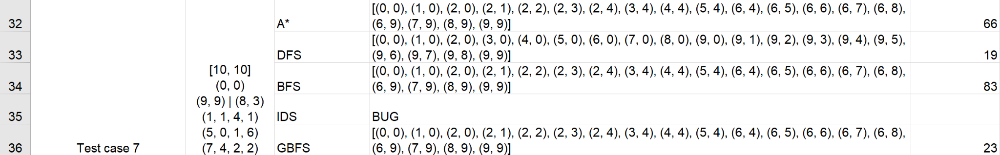 [(0, 0), (1, 0), (2, 0), (2, 1), (2, 2), (2, 3), (2, 4), (3, 4), (4, 4), (5, 4), (6, 4), (6, 5), (6, 6), (6, 7), (6, 8),
32 A* (6, 9), (7, 9), (8, 9), (9, 9)] 66
[(0, 0), (1, 0), (2, 0), (3, 0), (4, 0), (5, 0), (6, 0), (7, 0), (8, 0), (9, 0), (9, 1), (9, 2), (9, 3), (9, 4), (9, 5),
33 DFS (9, 6), (9, 7), (9, 8), (9, 9)] 19
[10, 10] [(0, 0), (1, 0), (2, 0), (2, 1), (2, 2), (2, 3), (2, 4), (3, 4), (4, 4), (5, 4), (6, 4), (6, 5), (6, 6), (6, 7), (6, 8),
34 (0, 0) BFS (6, 9), (7, 9), (8, 9), (9, 9)] 83
(9, 9) | (8, 3)
35 (1, 1, 4, 1) IDS BUG
(5, 0, 1, 6) [(0, 0), (1, 0), (2, 0), (2, 1), (2, 2), (2, 3), (2, 4), (3, 4), (4, 4), (5, 4), (6, 4), (6, 5), (6, 6), (6, 7), (6, 8),
36 Test case 7 (7, 4, 2, 2) GBFS (6, 9), (7, 9), (8, 9), (9, 9)] 23